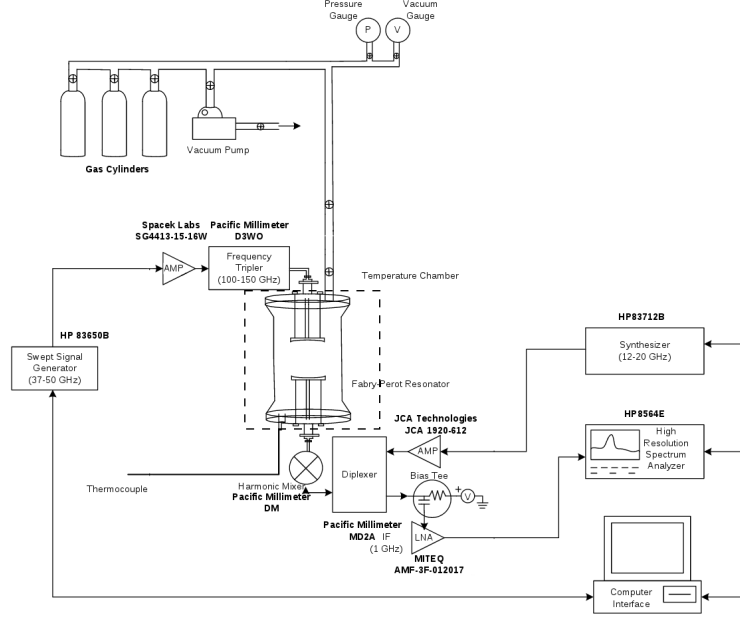 Pressure
Gauge
Vacuum
Gauge
P
V
Vacuum Pump
Gas Cylinders
Spacek Labs
SG4413-15-16W
Pacific Millimeter
D3WO
AMP
Frequency
Tripler
(100-150 GHz)
Temperature Chamber
HP 83650B
Swept Signal
Generator
(37-50 GHz)
HP83712B
Synthesizer
(12-20 GHz)
Fabry-Perot Resonator
JCA Technologies
JCA 1920-612
AMP
HP8564E
High
Resolution
Spectrum
Analyzer
Diplexer
Bias Tee
+
V
Thermocouple
Harmonic Mixer
Pacific Millimeter
DM
Pacific Millimeter
MD2A
IF
(1 GHz)
LNA
MITEQ
AMF-3F-012017
Computer
Interface